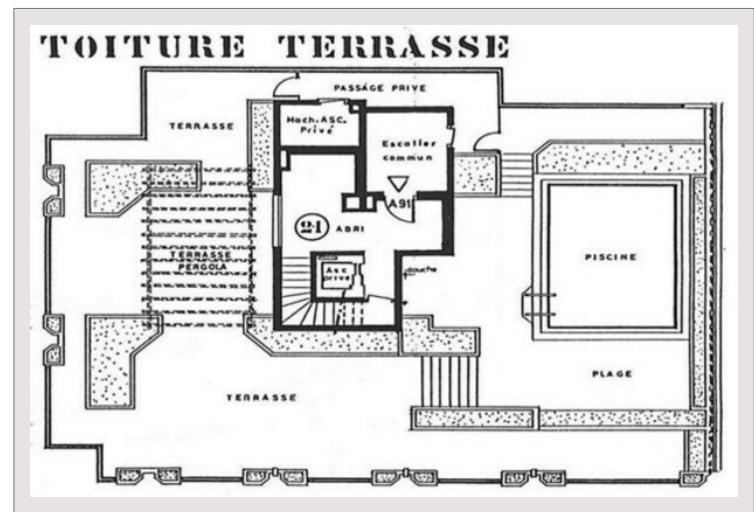 TOITURE TERRASSE
PASSAGE PRIVE
TERRASSE
Mach. ASC.
Privé
Escalier
commun
A91
21
ABRI
TERRASSE
PERGOLA
Asc
privé
douche
PISCINE
PLAGE
TERRASSE